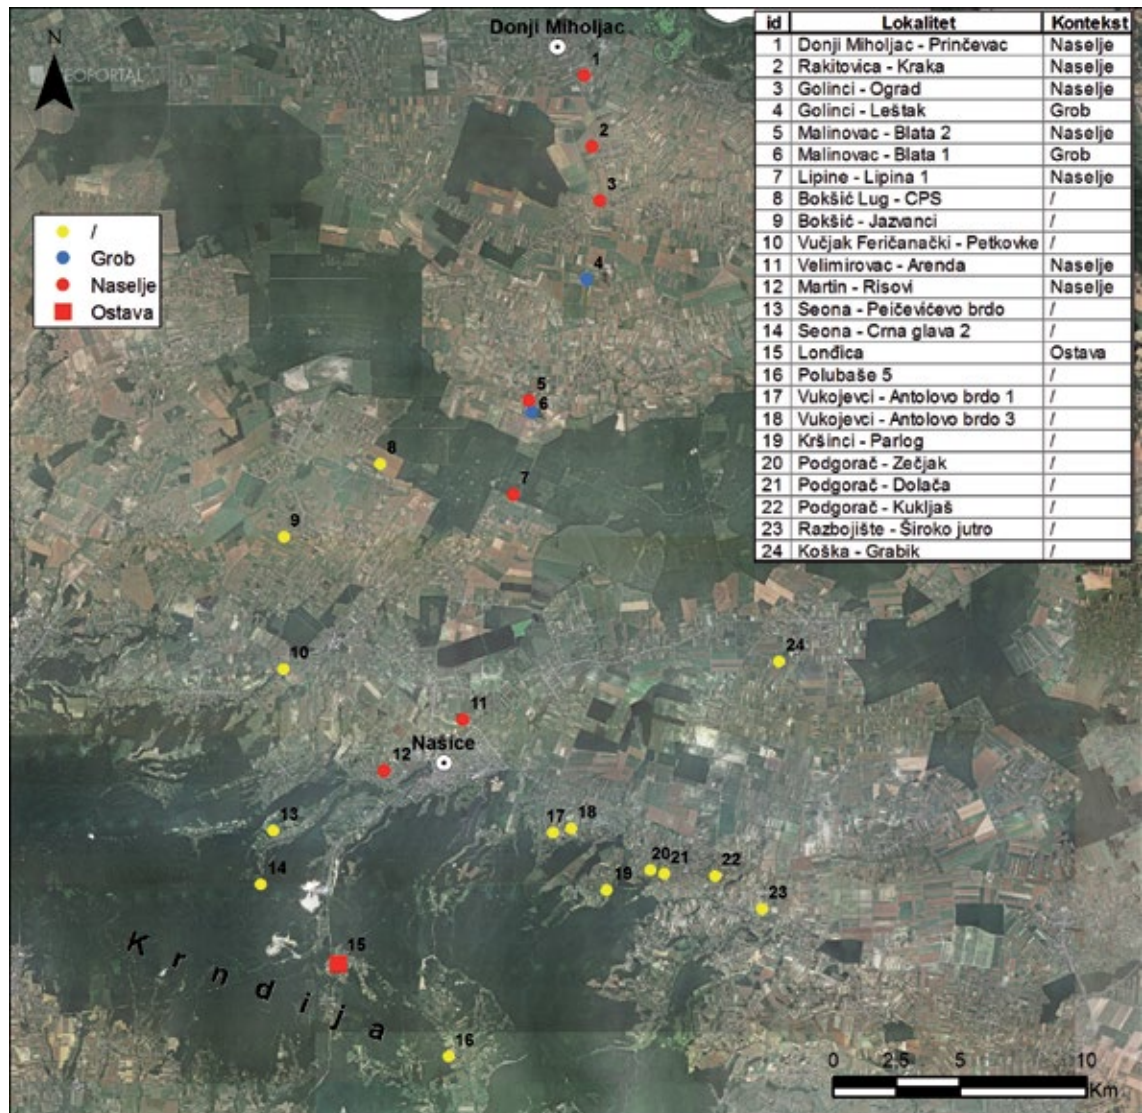 Donji Miholjac
N
GEOPORTAL
id Lokalitet Kontekst
1 Donji Miholjac - Prinčevac Naselje
2 Rakitovica - Kraka Naselje
3 Golinci - Ograd Naselje
4 Golinci - Leštak Grob
5 Malinovac - Blata 2 Naselje
6 Malinovac - Blata 1 Grob
7 Lipine - Lipina 1 Naselje
8 Bokšić Lug - CPS /
9 Bokšić - Jazvanci /
10 Vučjak Feričanački - Petkovke /
11 Velimirovac - Arenda Naselje
12 Martin - Risovi Naselje
13 Seona - Peičevićevo brdo /
14 Seona - Crna glava 2 /
15 Lonđica Ostava
16 Polubaše 5 /
17 Vukojevci - Antolovo brdo 1 /
18 Vukojevci - Antolovo brdo 3 /
19 Kršinci - Parlog /
20 Podgorač - Zečjak /
21 Podgorač - Dolača /
22 Podgorač - Kukljaš /
23 Razbojište - Široko jutro /
24 Koška - Grabik /
/
Grob
Naselje
Ostava
1
2
3
4
5
6
8
7
9
10
24
11
Našice
12
13
17 18
14
20 21 22
19
23
15
Krndija
16
0 2,5 5 10
Km